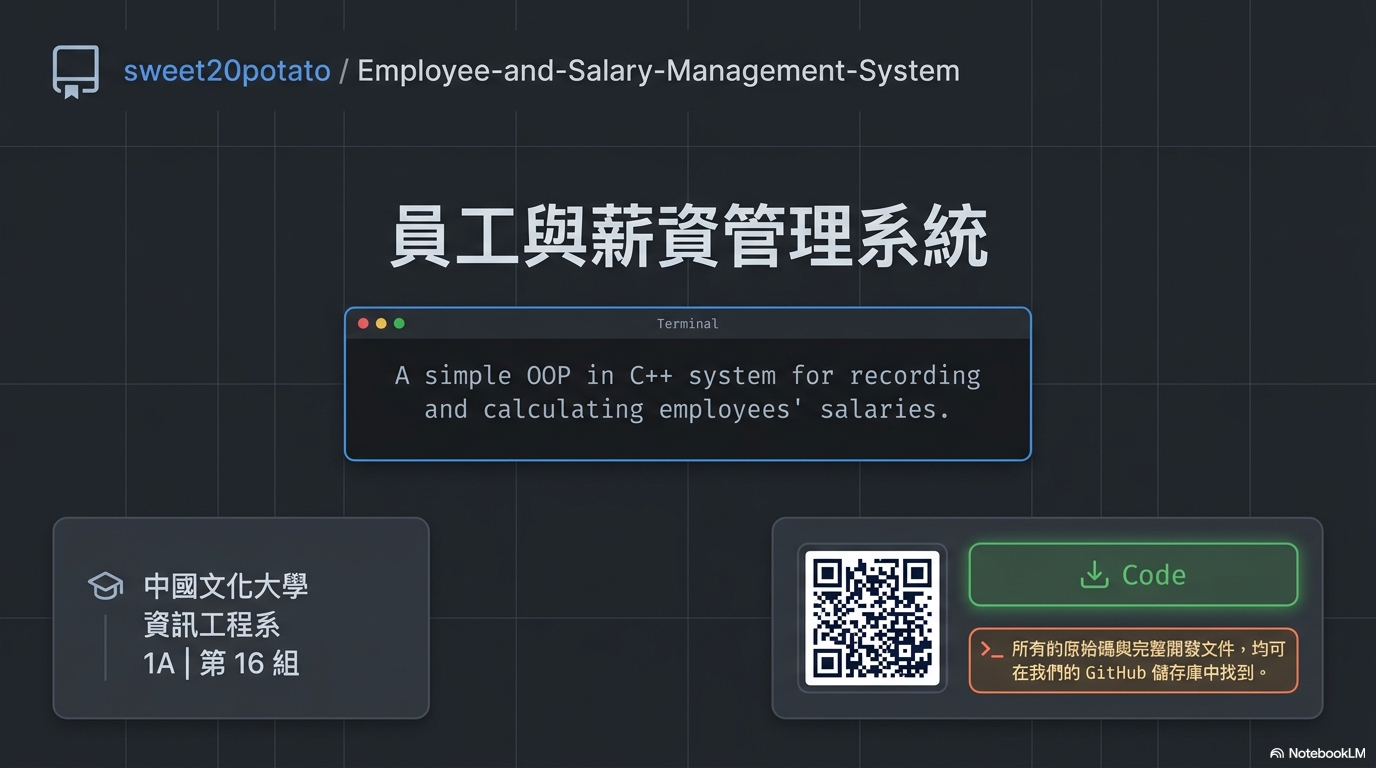 sweet20potato / Employee-and-Salary-Management-System
員工與薪資管理系統
Terminal
A simple OOP in C++ system for recording
and calculating employees' salaries.
中國文化大學
資訊工程系
1A | 第 16 組
Code
所有的原始碼與完整開發文件，均可
在我們的 GitHub 儲存庫中找到。
NotebookLM